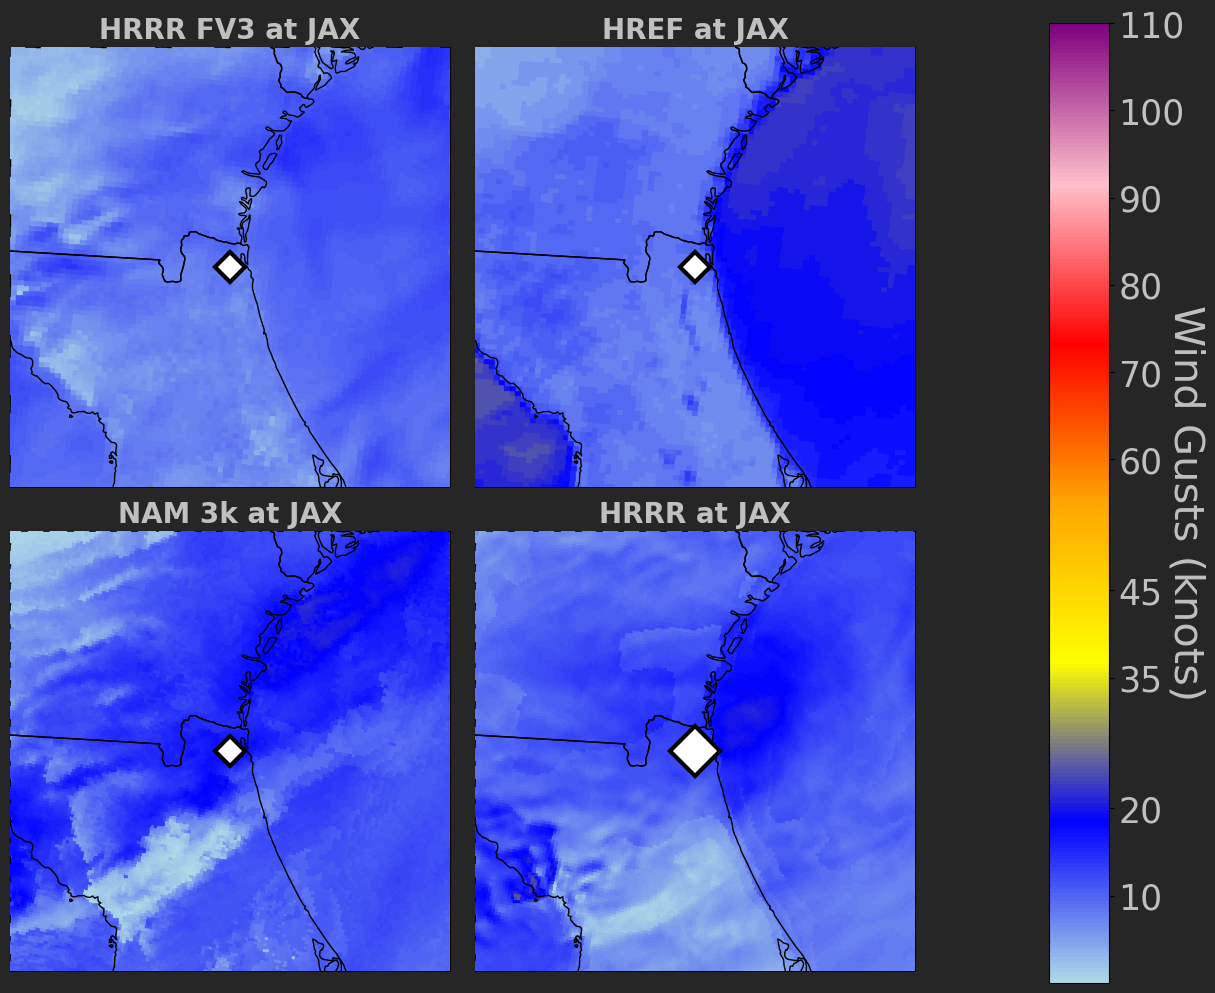 HRRR FV3 at JAX
HREF at JAX
NAM 3k at JAX
HRRR at JAX
110
100
90
80
70
60
45
35
20
10
Wind Gusts (knots)